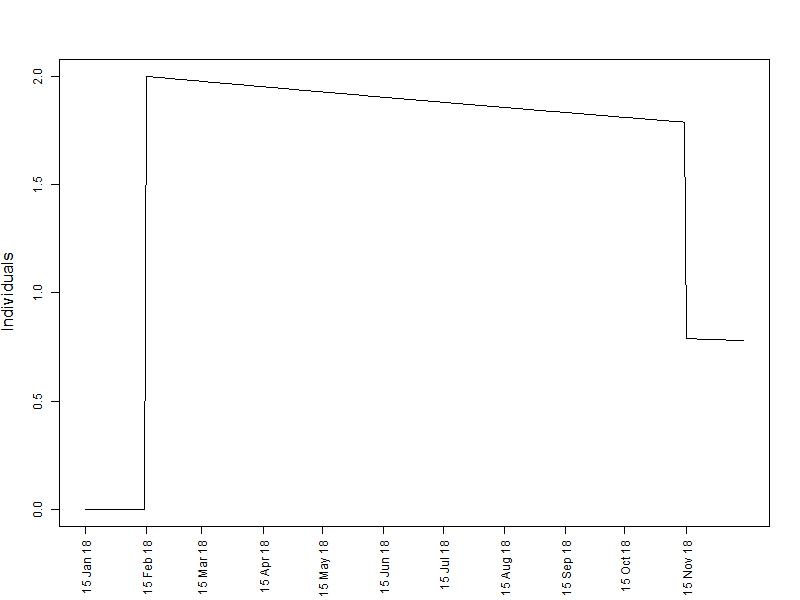 Individuals
2.0
1.5
1.0
0.5
0.0
15 Jan 18
15 Feb 18
15 Mar 18
15 Apr 18
15 May 18
15 Jun 18
15 Jul 18
15 Aug 18
15 Sep 18
15 Oct 18
15 Nov 18